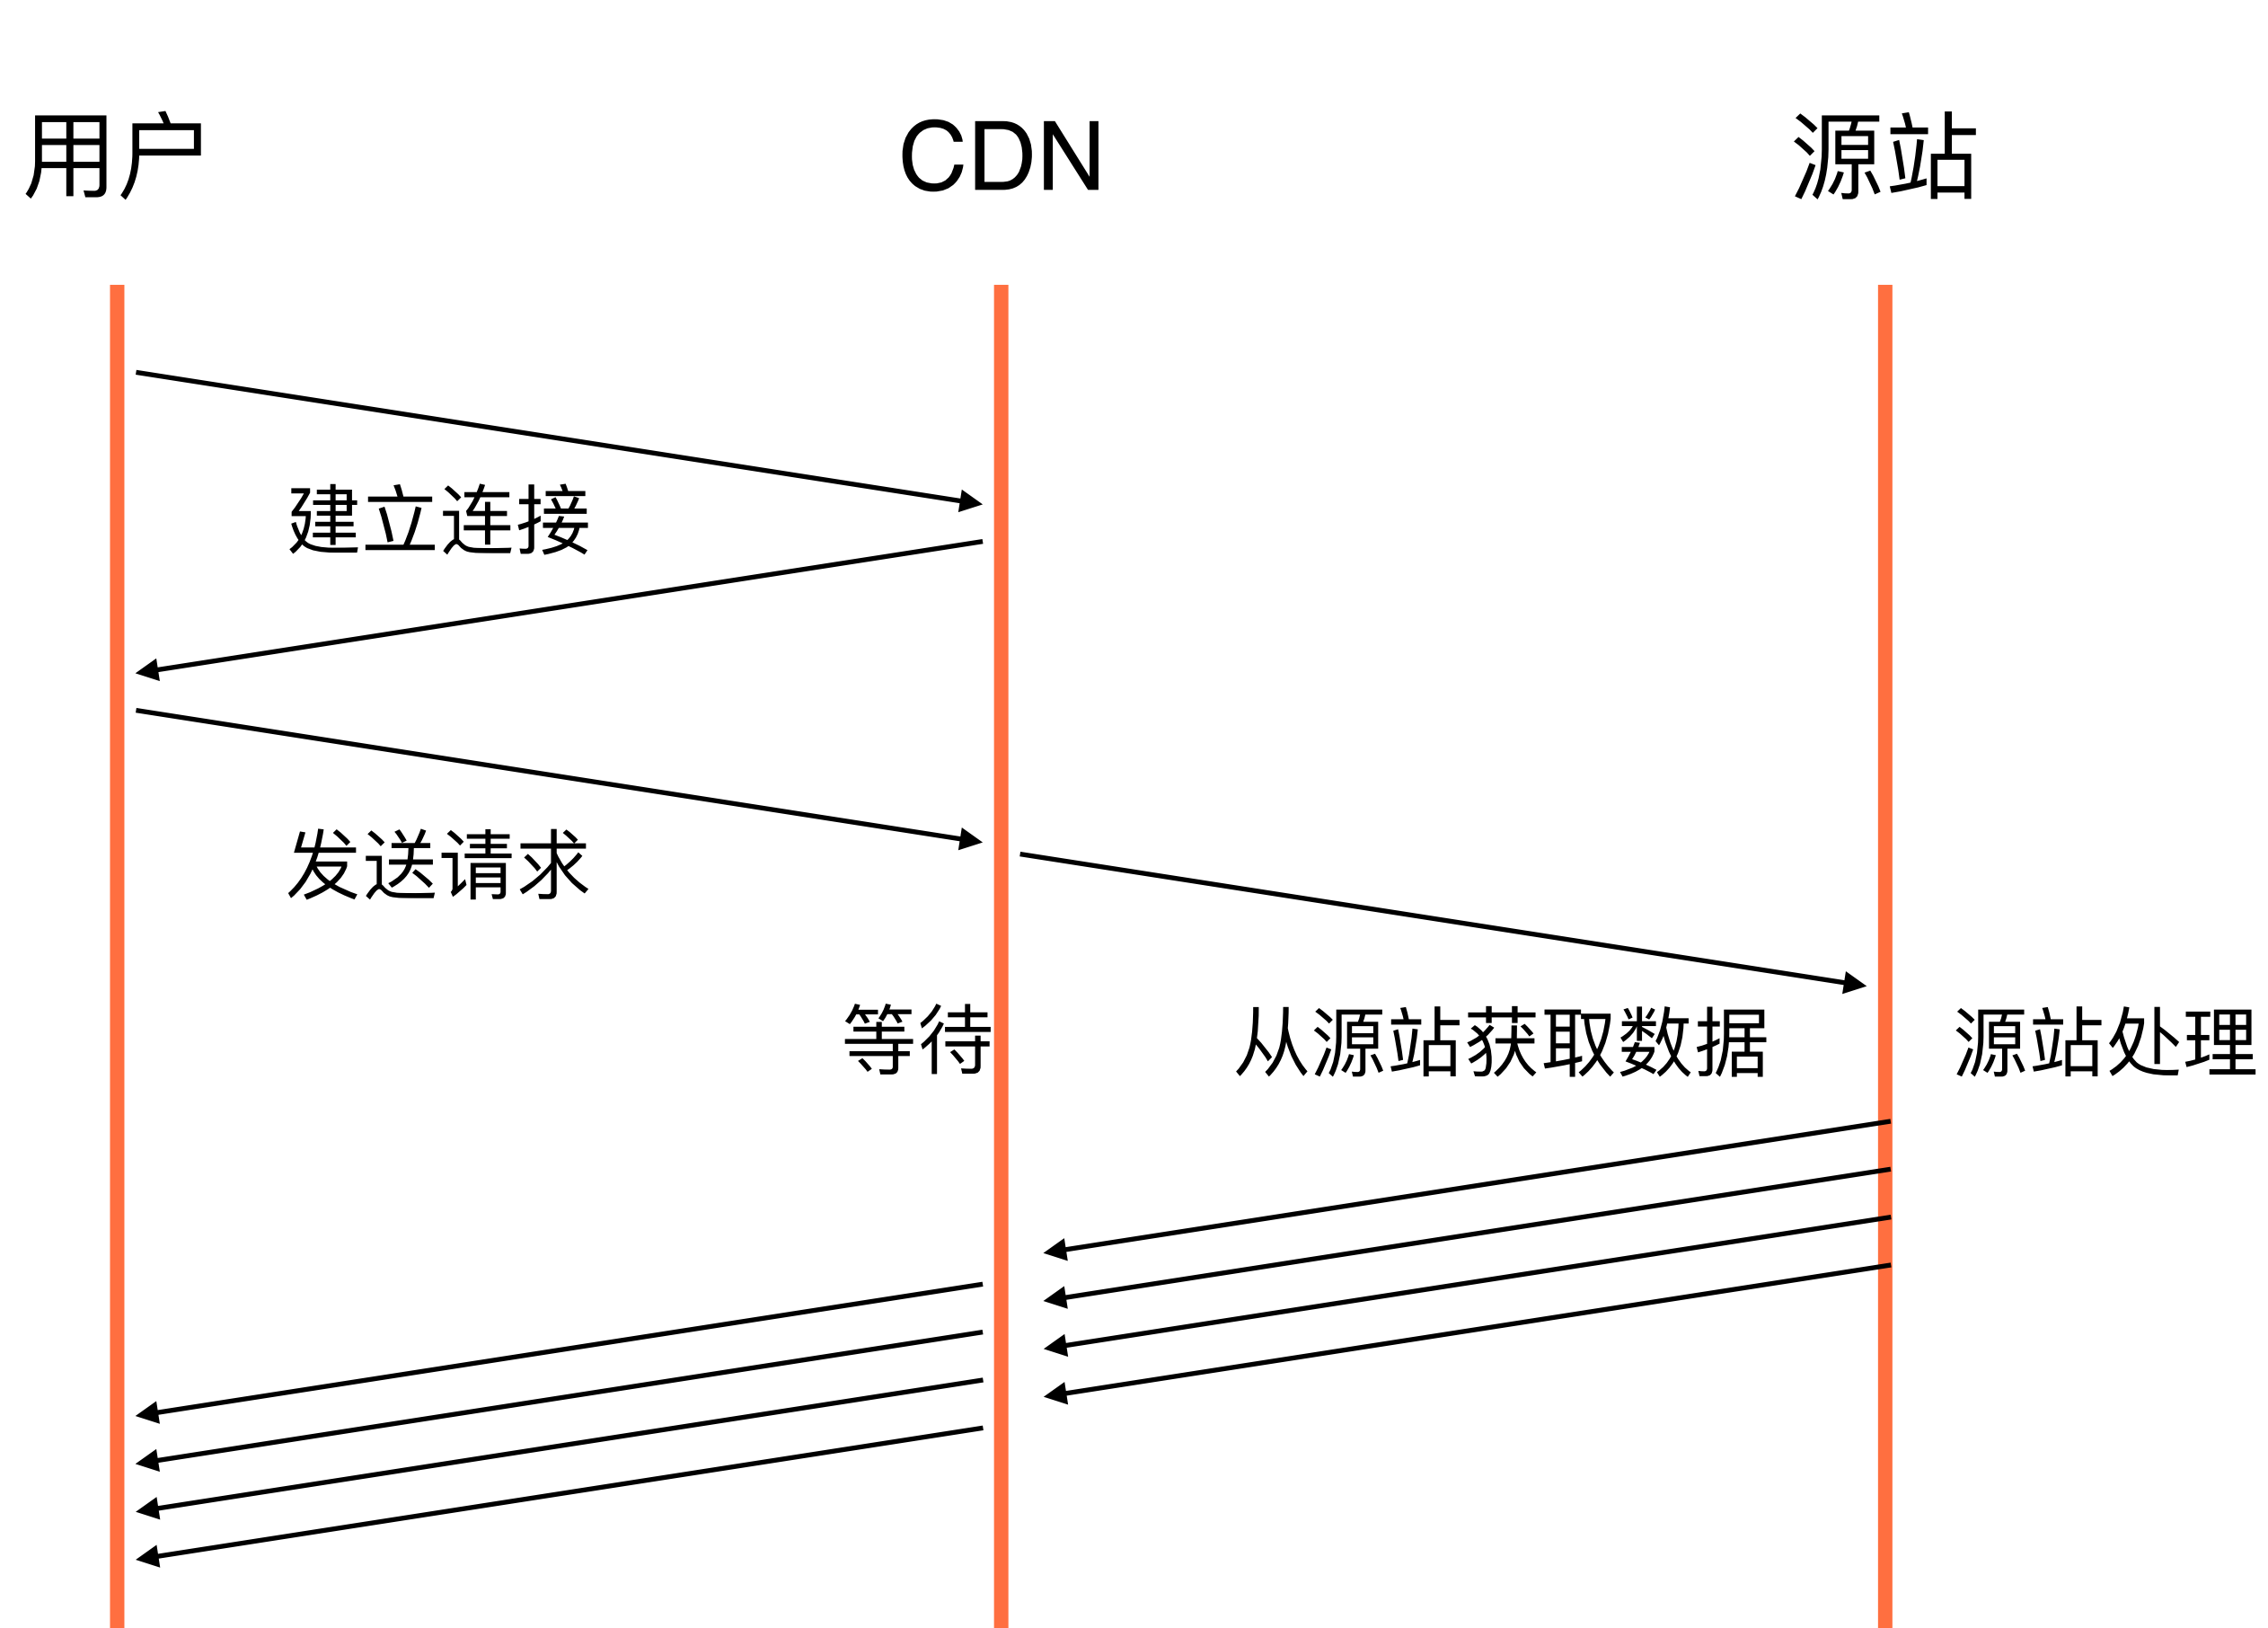 用户
CDN
源站
建立连接
发送请求
等待
从源站获取数据
源站处理